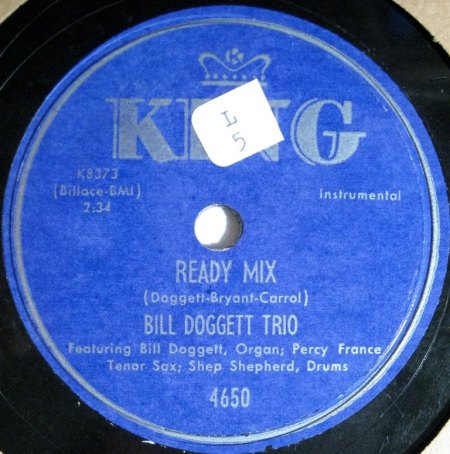 KING
L
5
K8373
(Billace-BMI)
2:34
Instrumental
READY MIX
(Doggett-Bryant-Carrol)
BILL DOGGETT TRIO
Featuring Bill Doggett, Organ; Percy France
Tenor Sax; Shep Shepherd, Drums
4650